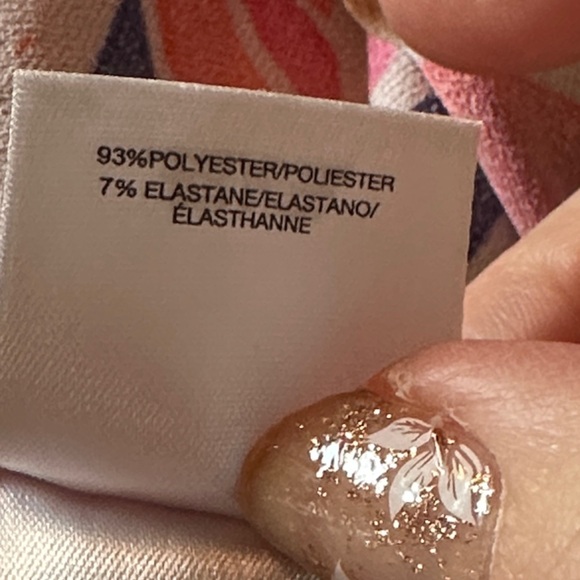 93%POLYESTER/POLIESTER
7% ELASTANE/ELASTANO/
ÉLASTHANNE